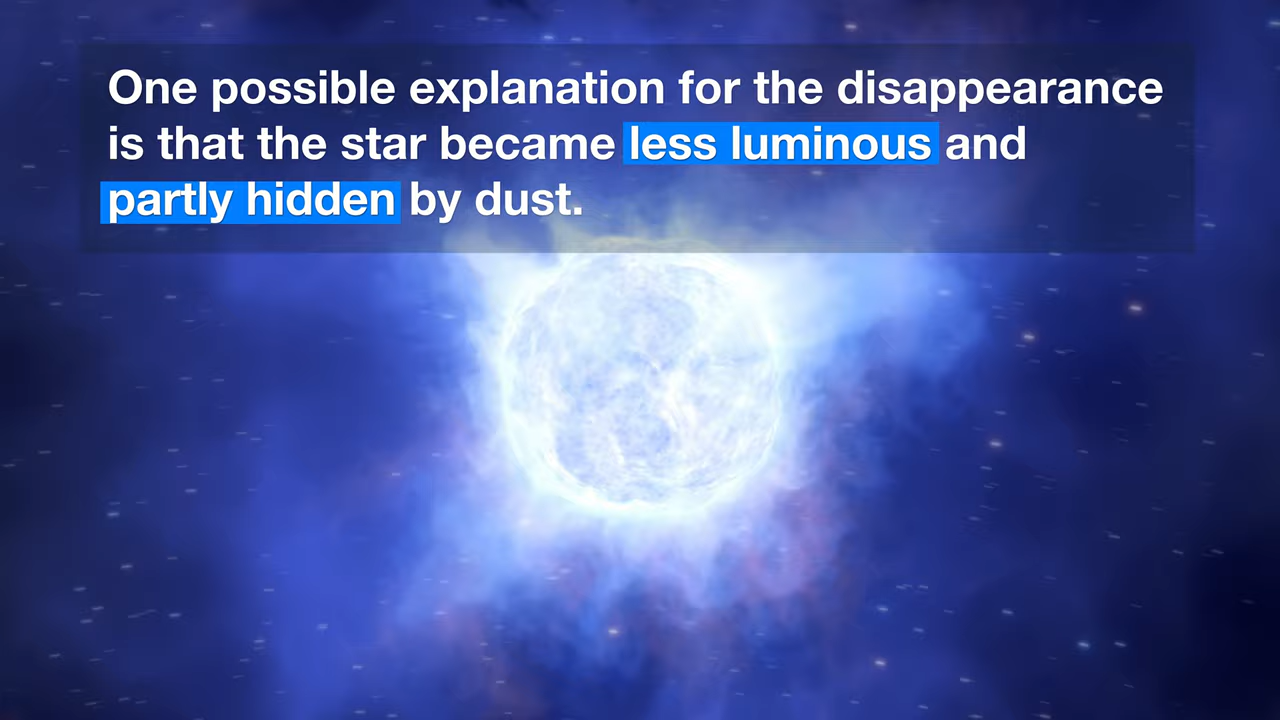 One possible explanation for the disappearance
is that the star became less luminous and
partly hidden by dust.